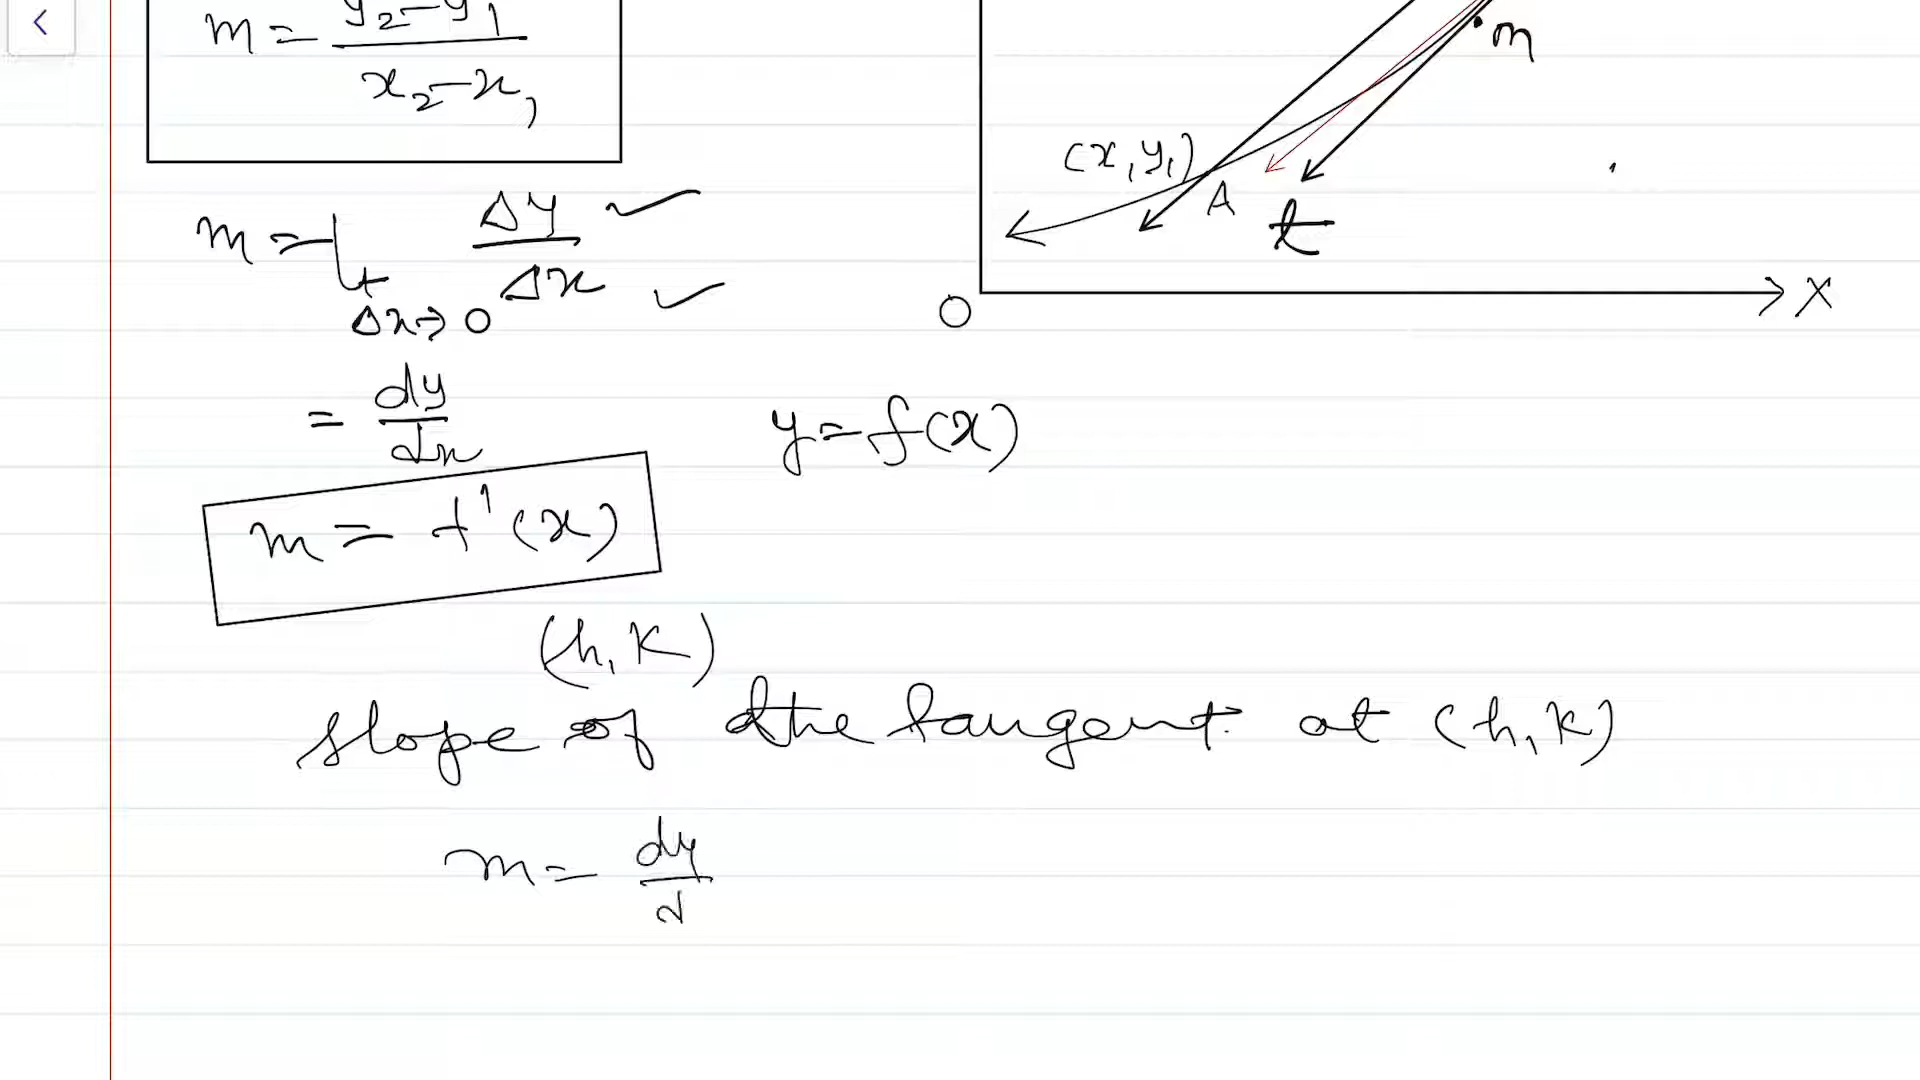 m = y₂-y₁ / x₂-x₁
m = Lt Δx→0 Δy/Δx ✓ ✓
= dy/dx
y = f(x)
m = f'(x)
(h, k)
slope of the tangent at (h, k)
m = dy/d
m
(x, y₁)
A
t
O
X